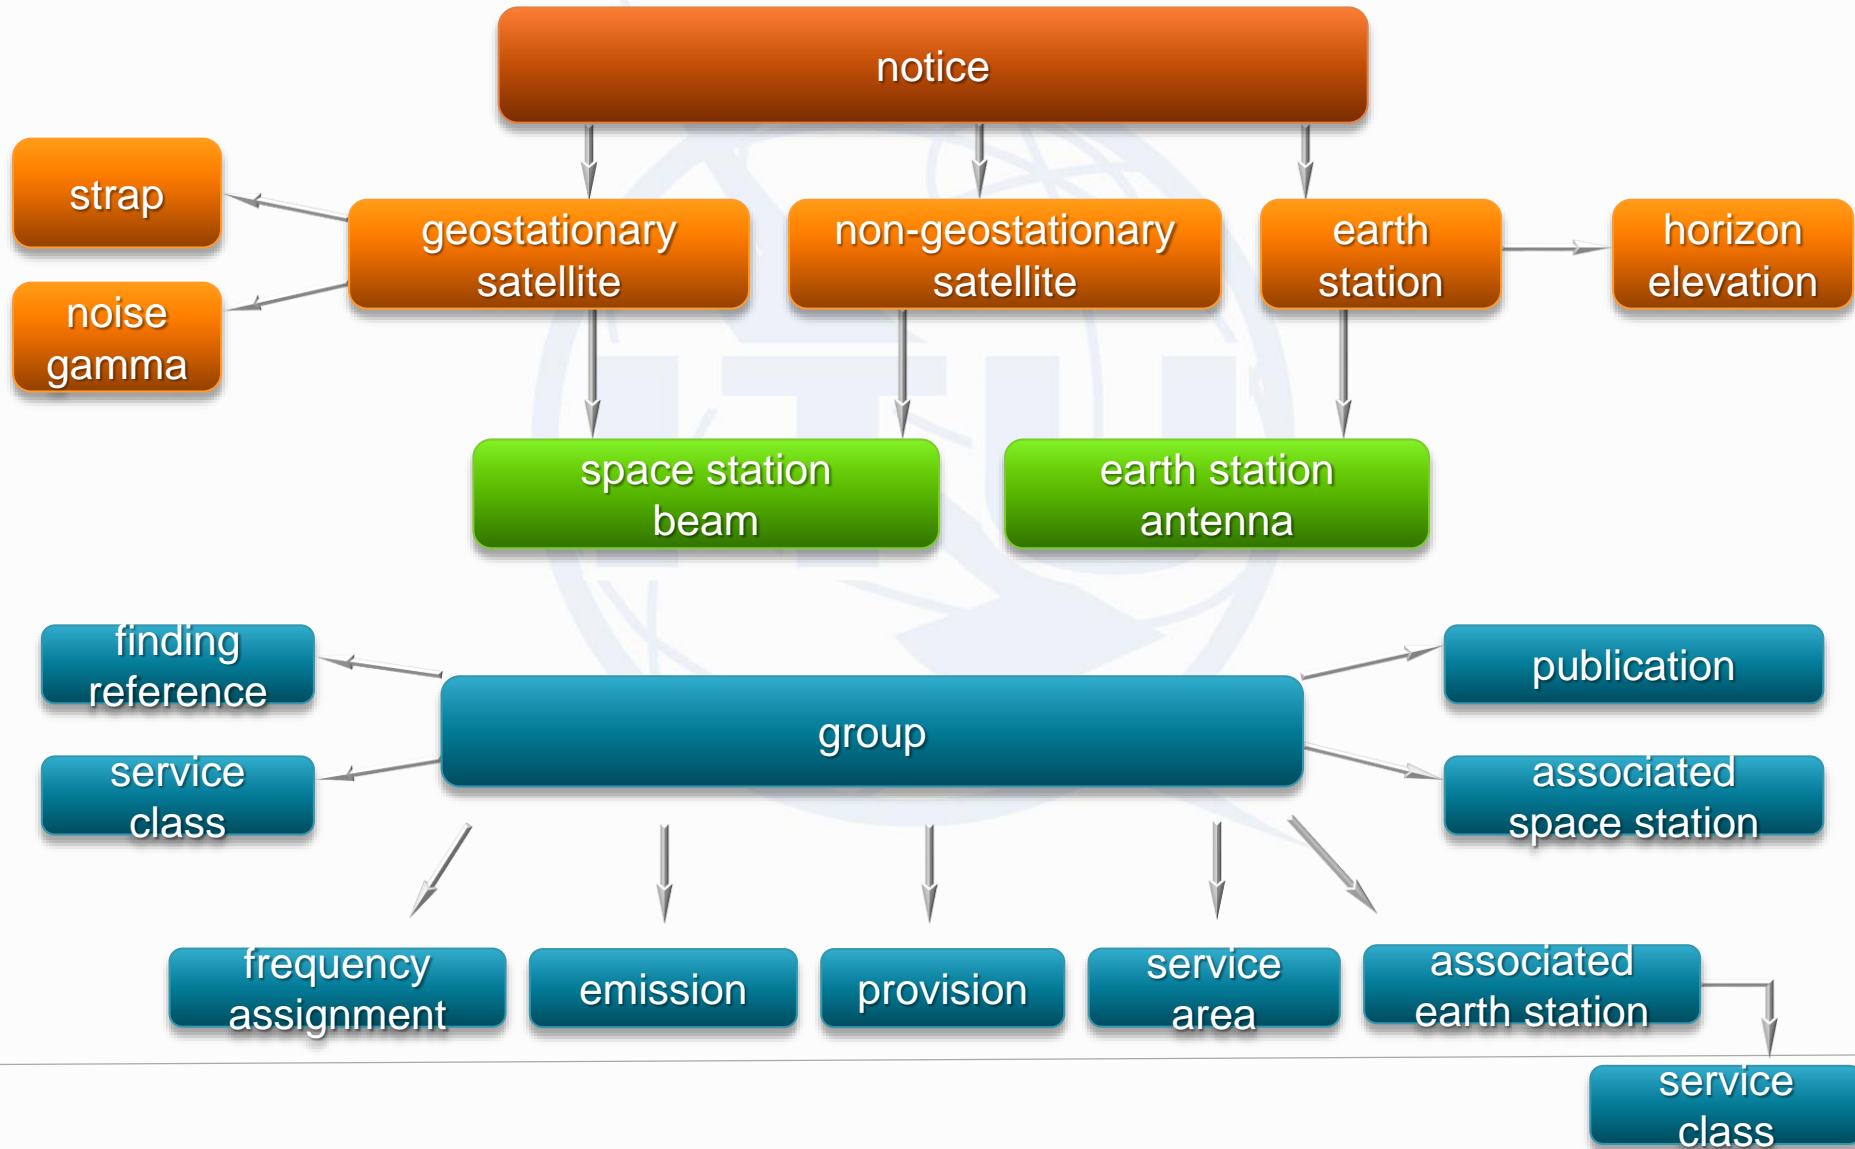 notice
strap
geostationary
satellite
non-geostationary
satellite
earth
station
horizon
elevation
noise
gamma
space station
beam
earth station
antenna
finding
reference
publication
group
service
class
associated
space station
frequency
assignment
emission
provision
service
area
associated
earth station
service
class
ITU